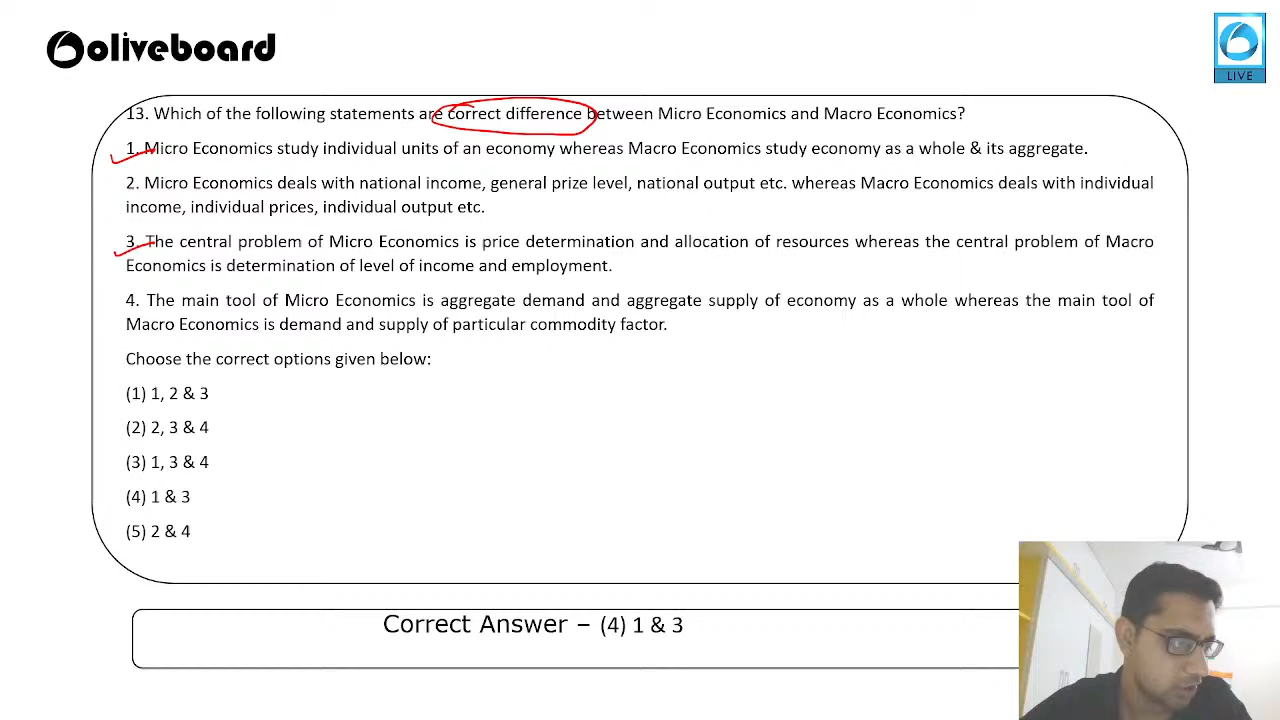 oliveboard
LIVE
13. Which of the following statements are correct difference between Micro Economics and Macro Economics?
1. Micro Economics study individual units of an economy whereas Macro Economics study economy as a whole & its aggregate.
2. Micro Economics deals with national income, general prize level, national output etc. whereas Macro Economics deals with individual
income, individual prices, individual output etc.
3. The central problem of Micro Economics is price determination and allocation of resources whereas the central problem of Macro
Economics is determination of level of income and employment.
4. The main tool of Micro Economics is aggregate demand and aggregate supply of economy as a whole whereas the main tool of
Macro Economics is demand and supply of particular commodity factor.
Choose the correct options given below:
(1) 1, 2 & 3
(2) 2, 3 & 4
(3) 1, 3 & 4
(4) 1 & 3
(5) 2 & 4
Correct Answer – (4) 1 & 3